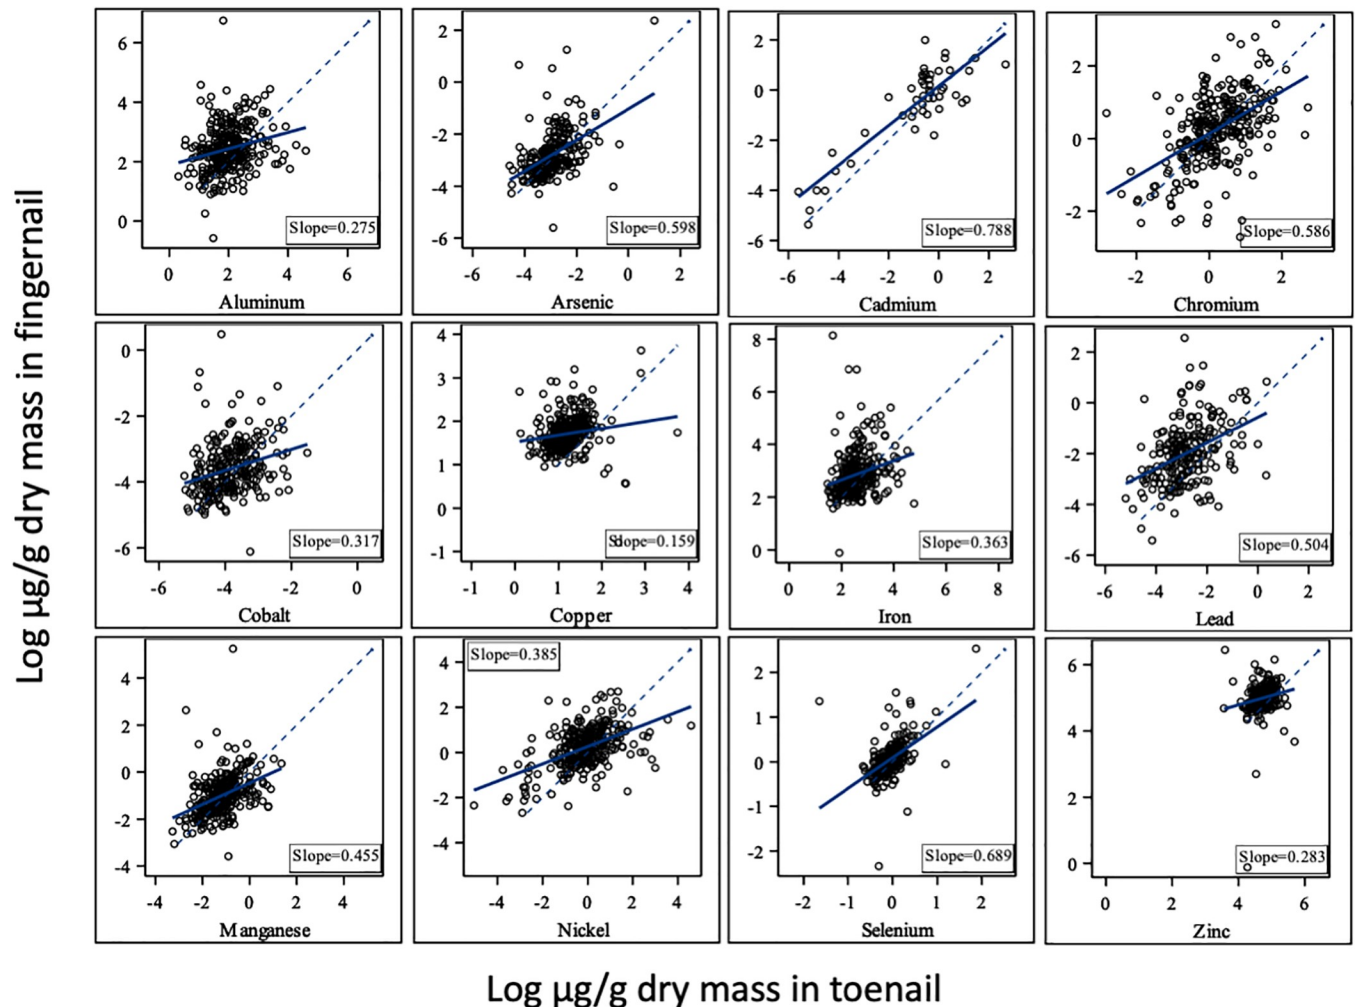 Log µg/g dry mass in fingernail
6
4
2
0
Slope=0.275
0 2 4 6
Aluminum
2
0
-2
-4
-6
Slope=0.598
-6 -4 -2 0 2
Arsenic
2
0
-2
-4
-6
Slope=0.788
-6 -4 -2 0 2
Cadmium
2
0
-2
Slope=0.586
-2 0 2
Chromium
0
-2
-4
-6
Slope=0.317
-6 -4 -2 0
Cobalt
4
3
2
1
0
-1
Slope=0.159
-1 0 1 2 3 4
Copper
8
6
4
2
0
Slope=0.363
0 2 4 6 8
Iron
2
0
-2
-4
-6
Slope=0.504
-6 -4 -2 0 2
Lead
4
2
0
-2
-4
Slope=0.455
-4 -2 0 2 4
Manganese
Slope=0.385
4
2
0
-2
-4
-4 -2 0 2 4
Nickel
2
1
0
-1
-2
Slope=0.689
-2 -1 0 1 2
Selenium
6
4
2
0
Slope=0.283
0 2 4 6
Zinc
Log µg/g dry mass in toenail